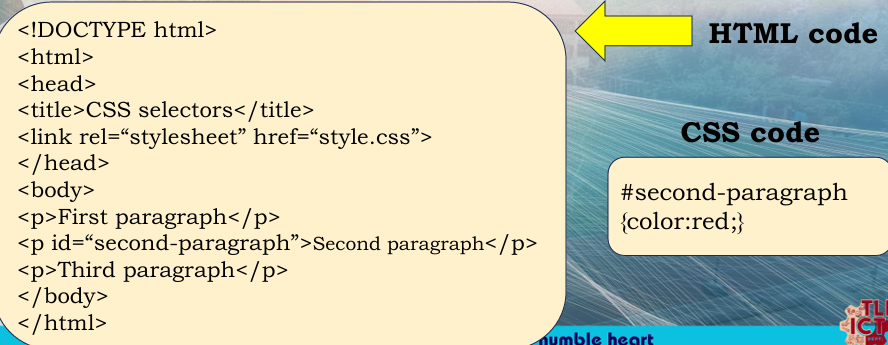 <!DOCTYPE html>
<html>
<head>
<title>CSS selectors</title>
<link rel=“stylesheet” href=“style.css”>
</head>
<body>
<p>First paragraph</p>
<p id=“second-paragraph”>Second paragraph</p>
<p>Third paragraph</p>
</body>
</html>
HTML code
CSS code
#second-paragraph
{color:red;}
humble heart
ICT